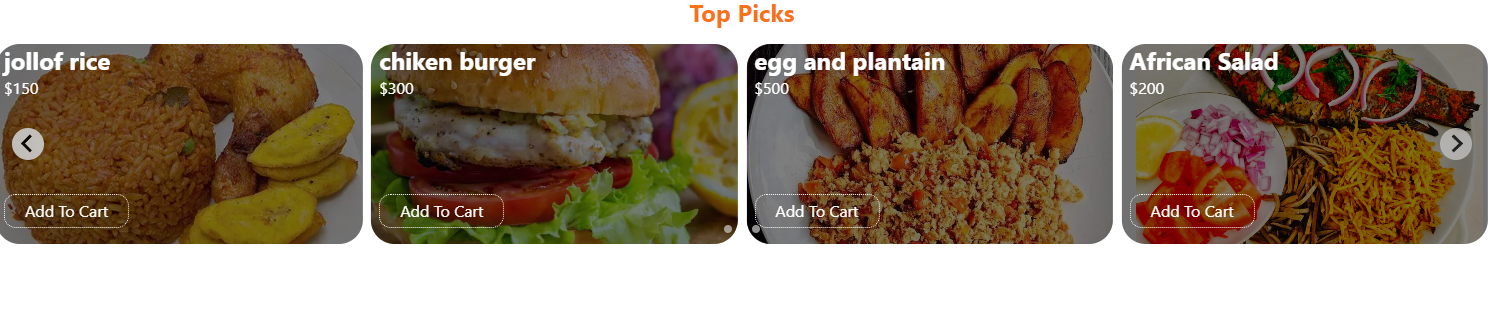 Top Picks
jollof rice
$150
Add To Cart
chiken burger
$300
Add To Cart
egg and plantain
$500
Add To Cart
African Salad
$200
Add To Cart